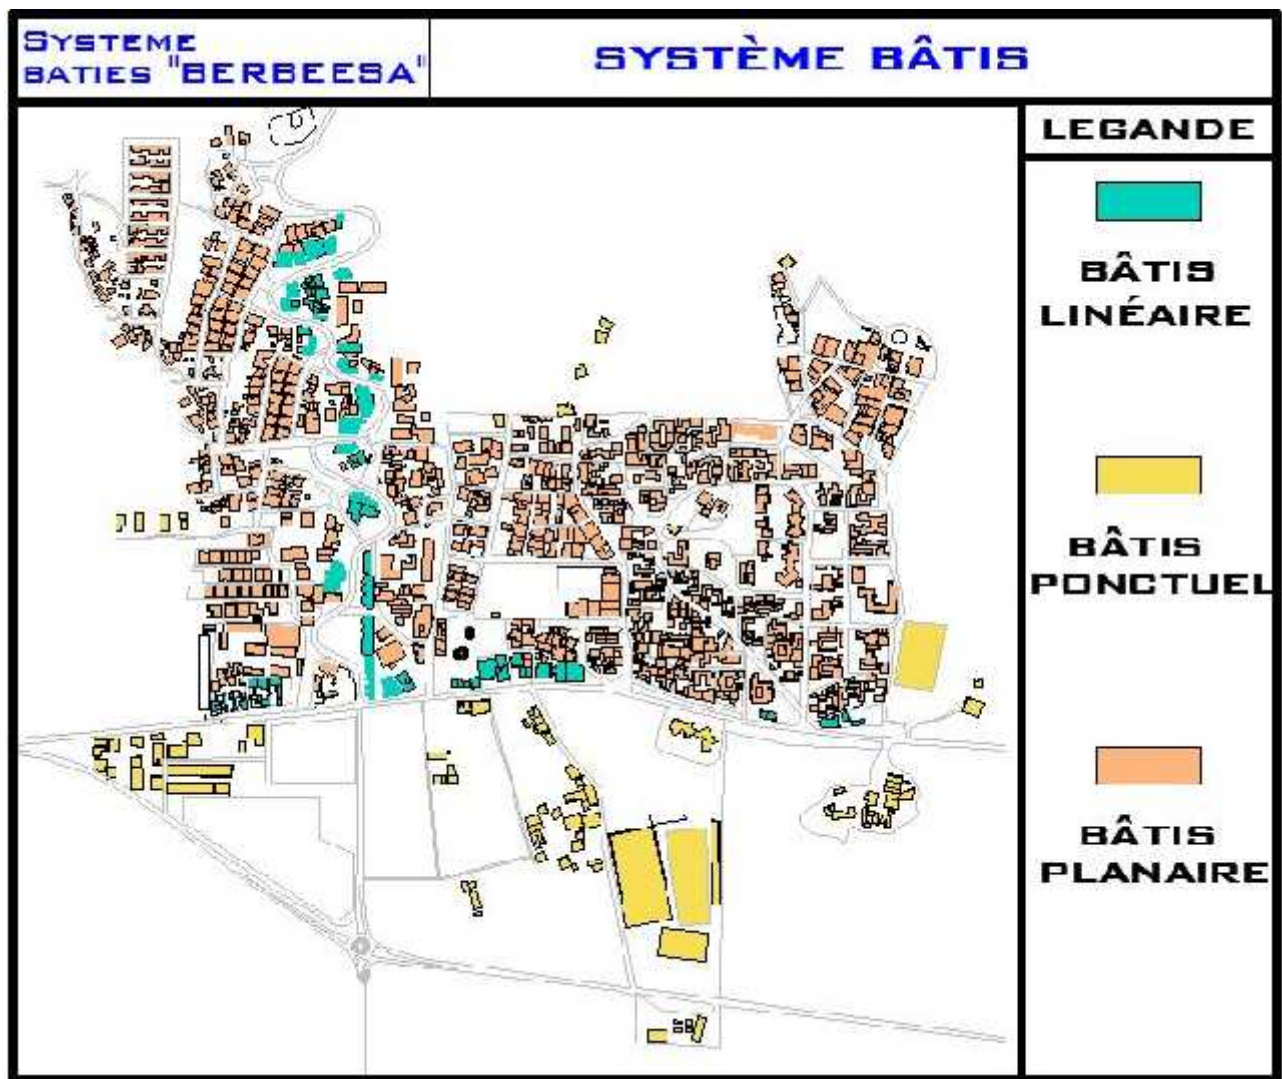 SYSTEME
BATIES "BERBEESA"
SYSTÈME BÂTIS
LEGANDE
BÂTIS
LINÉAIRE
BÂTIS
PONCTUEL
BÂTIS
PLANAIRE